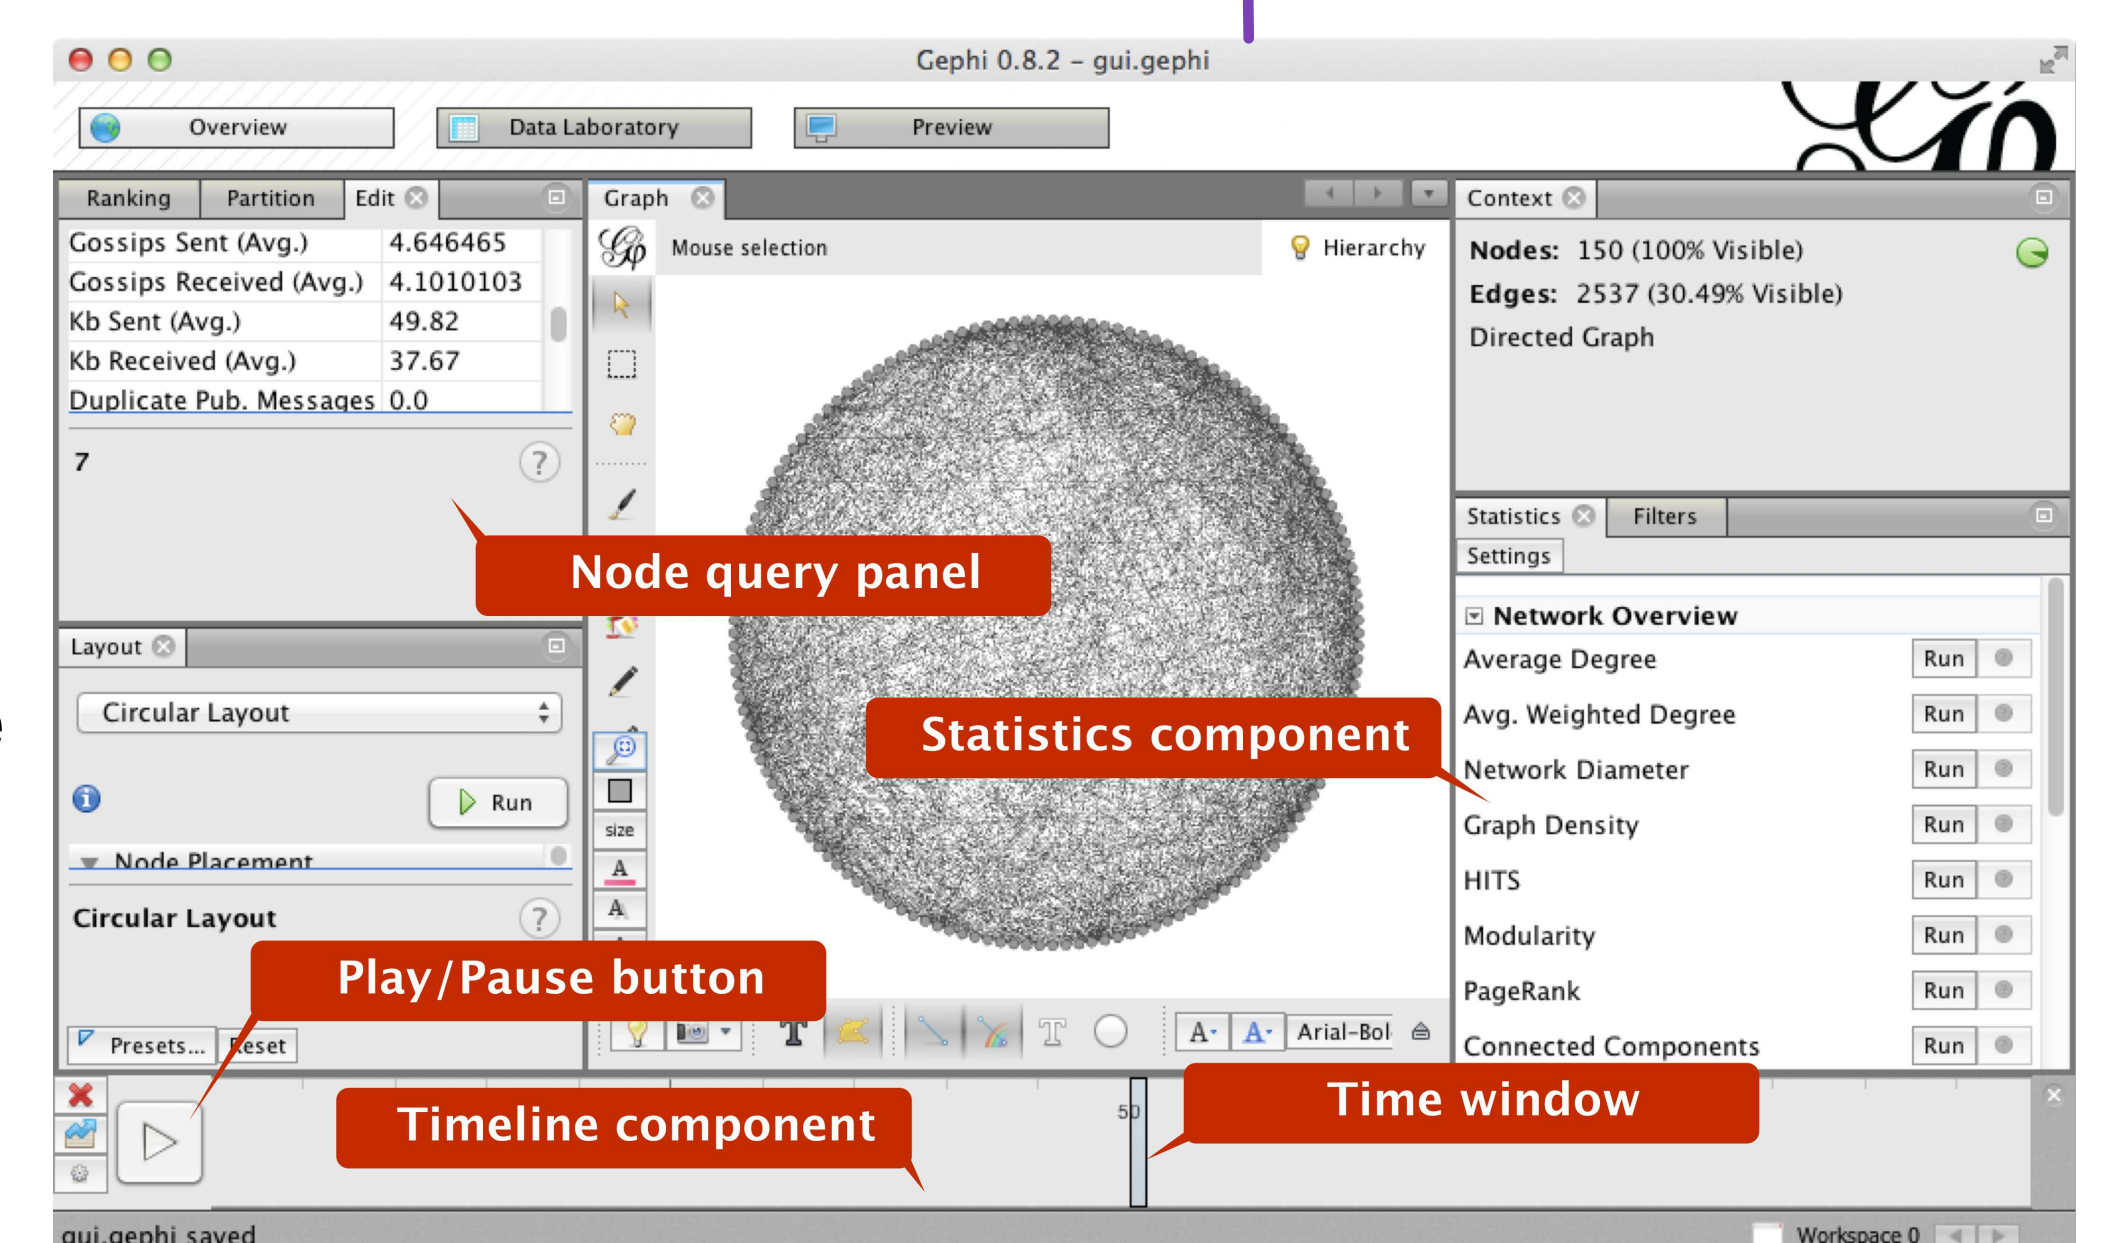 Gephi 0.8.2 – gui.gephi
Overview
Data Laboratory
Preview
Ranking
Partition
Edit
Gossips Sent (Avg.) 4.646465
Gossips Received (Avg.) 4.1010103
Kb Sent (Avg.) 49.82
Kb Received (Avg.) 37.67
Duplicate Pub. Messages 0.0
7
?
Node query panel
Graph
Mouse selection
Hierarchy
Context
Nodes: 150 (100% Visible)
Edges: 2537 (30.49% Visible)
Directed Graph
Statistics
Filters
Settings
Network Overview
Average Degree Run
Avg. Weighted Degree Run
Network Diameter Run
Graph Density Run
HITS Run
Modularity Run
PageRank Run
Connected Components Run
Statistics component
Layout
Circular Layout
Run
Node Placement
Circular Layout
?
Play/Pause button
Presets...
Reset
size
A
A
T
T
A
A
Arial-Bol
Timeline component
50
Time window
gui.gephi saved
Workspace 0
e